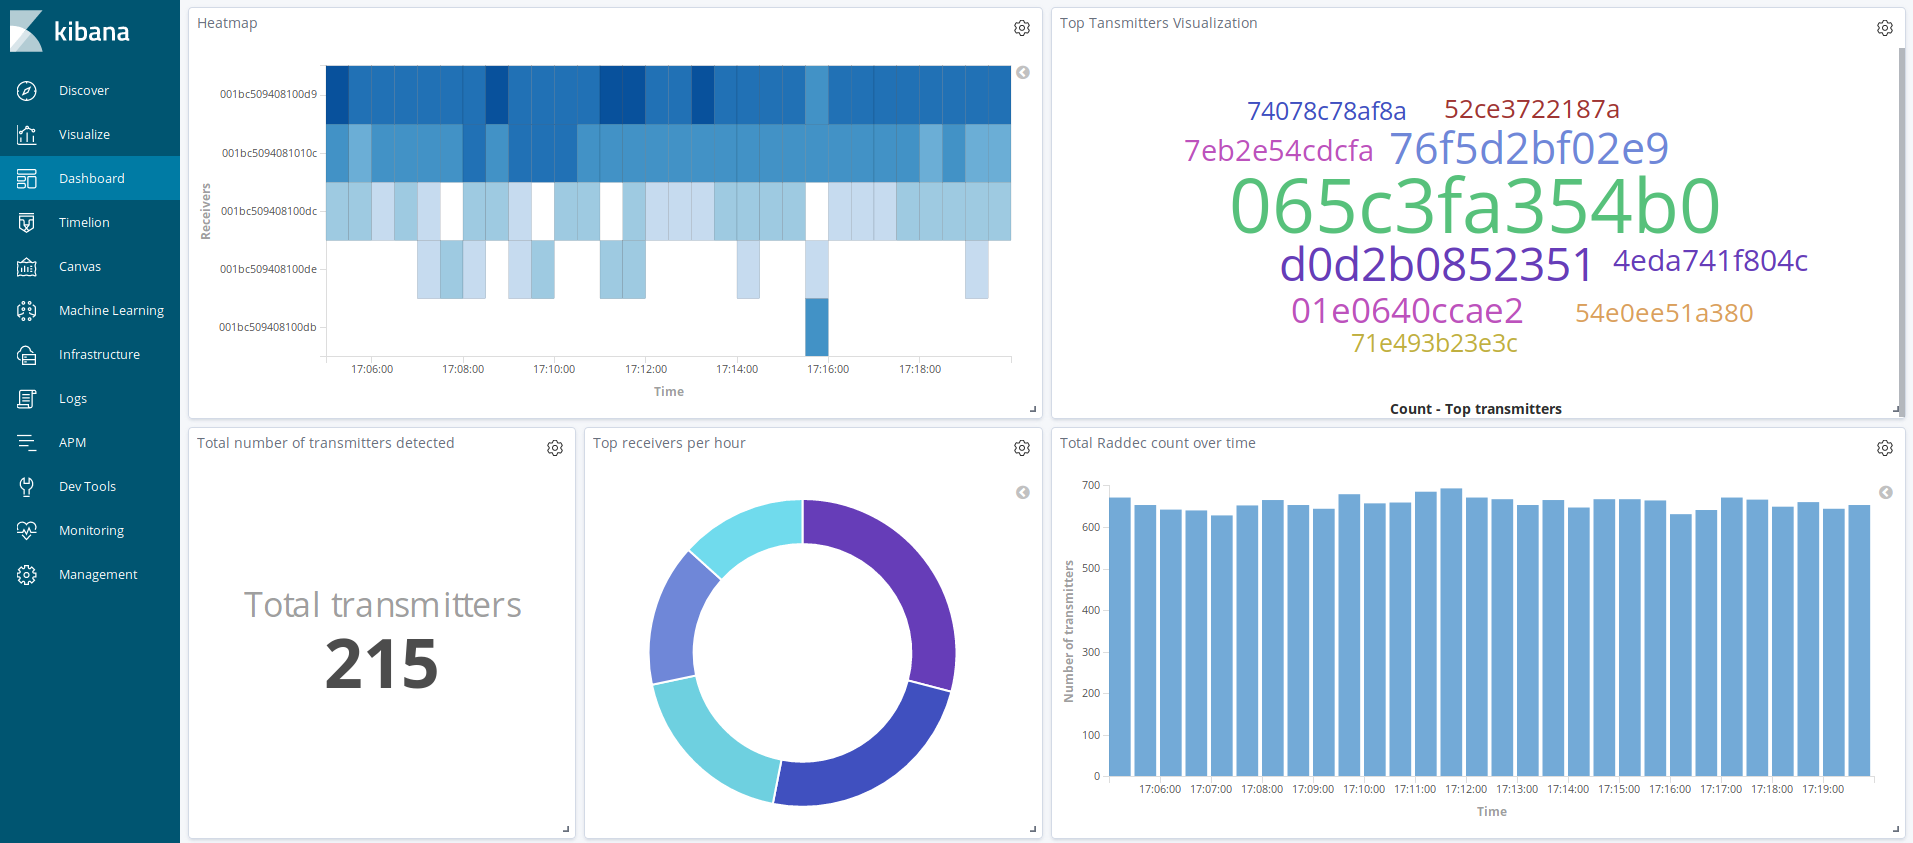 kibana
Discover
Visualize
Dashboard
Timelion
Canvas
Machine Learning
Infrastructure
Logs
APM
Dev Tools
Monitoring
Management
Heatmap
Receivers
001bc509408100d9
001bc5094081010c
001bc509408100dc
001bc509408100de
001bc509408100db
17:06:00 17:08:00 17:10:00 17:12:00 17:14:00 17:16:00 17:18:00
Time
Top Tansmitters Visualization
74078c78af8a 52ce3722187a
7eb2e54cdcfa 76f5d2bf02e9
065c3fa354b0
d0d2b0852351 4eda741f804c
01e0640ccae2 54e0ee51a380
71e493b23e3c
Count - Top transmitters
Total number of transmitters detected
Total transmitters
215
Top receivers per hour
Total Raddec count over time
Number of transmitters
700
600
500
400
300
200
100
0
17:06:00 17:07:00 17:08:00 17:09:00 17:10:00 17:11:00 17:12:00 17:13:00 17:14:00 17:15:00 17:16:00 17:17:00 17:18:00 17:19:00
Time